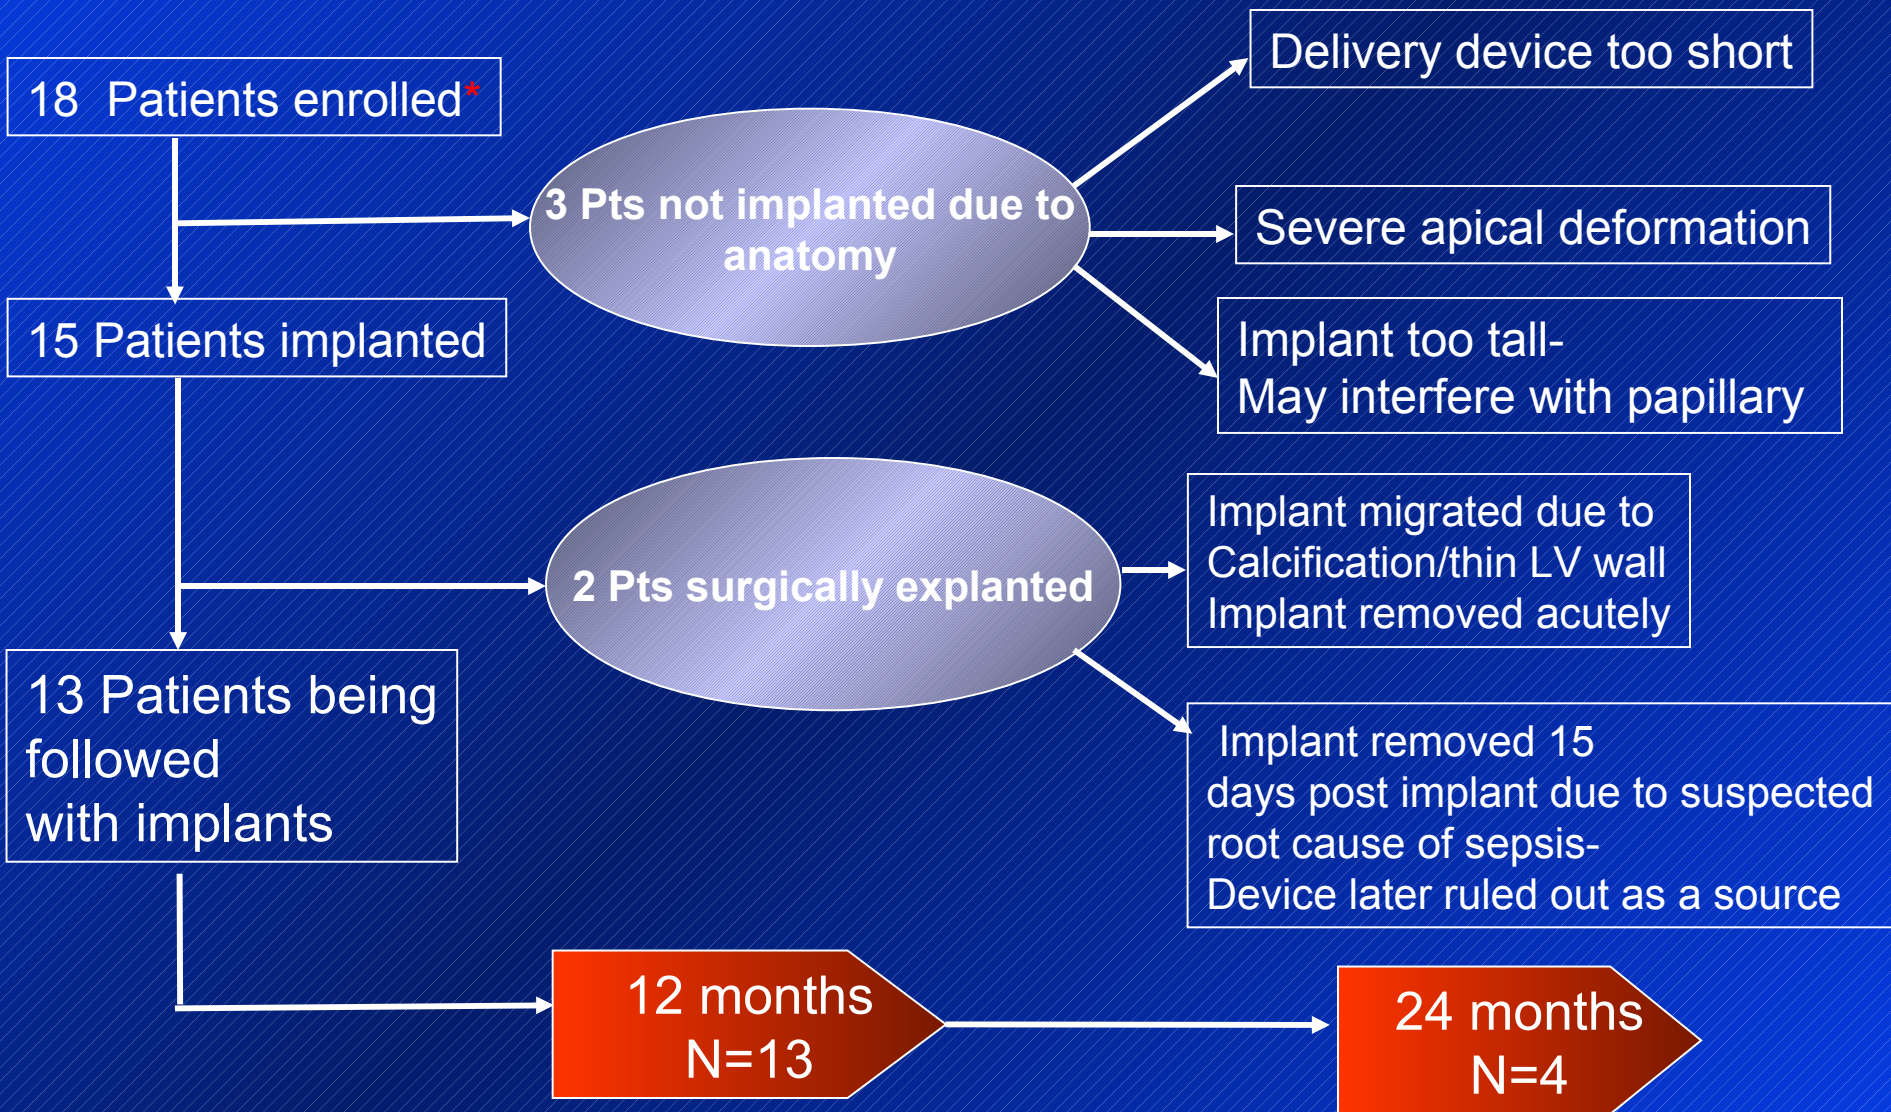 18 Patients enrolled*
3 Pts not implanted due to
anatomy
Delivery device too short
Severe apical deformation
Implant too tall-
May interfere with papillary
15 Patients implanted
2 Pts surgically explanted
Implant migrated due to
Calcification/thin LV wall
Implant removed acutely
Implant removed 15
days post implant due to suspected
root cause of sepsis-
Device later ruled out as a source
13 Patients being
followed
with implants
12 months
N=13
24 months
N=4